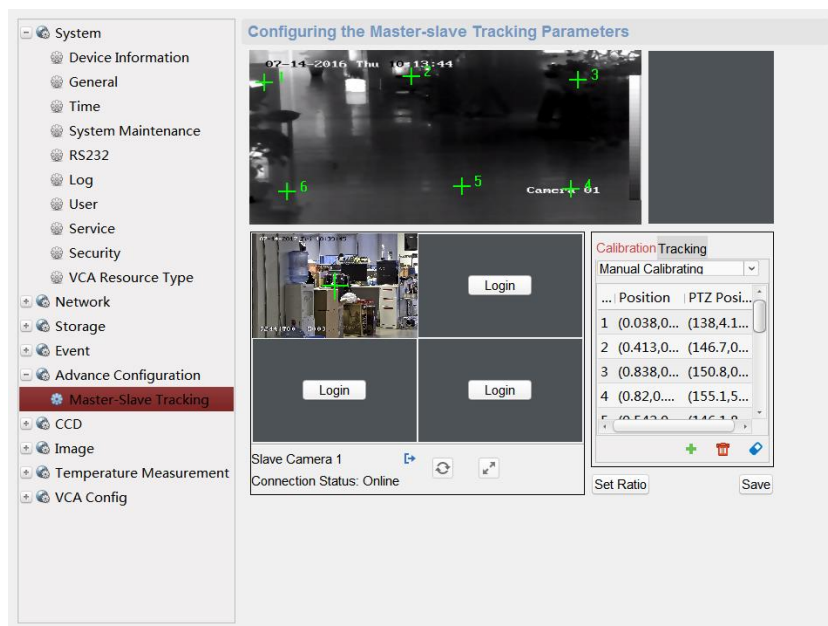 System
Device Information
General
Time
System Maintenance
RS232
Log
User
Service
Security
VCA Resource Type
Network
Storage
Event
Advance Configuration
Master-Slave Tracking
CCD
Image
Temperature Measurement
VCA Config
Configuring the Master-slave Tracking Parameters
07-14-2016 Thu 10:13:44
1
2
3
6
5
4
Camera 01
Login
Login
Login
Slave Camera 1
Connection Status: Online
Calibration Tracking
Manual Calibrating
... Position PTZ Posi...
1 (0.038,0... (138,4.1...
2 (0.413,0... (146.7,0...
3 (0.838,0... (150.8,0...
4 (0.82,0.... (155.1,5...
Set Ratio
Save